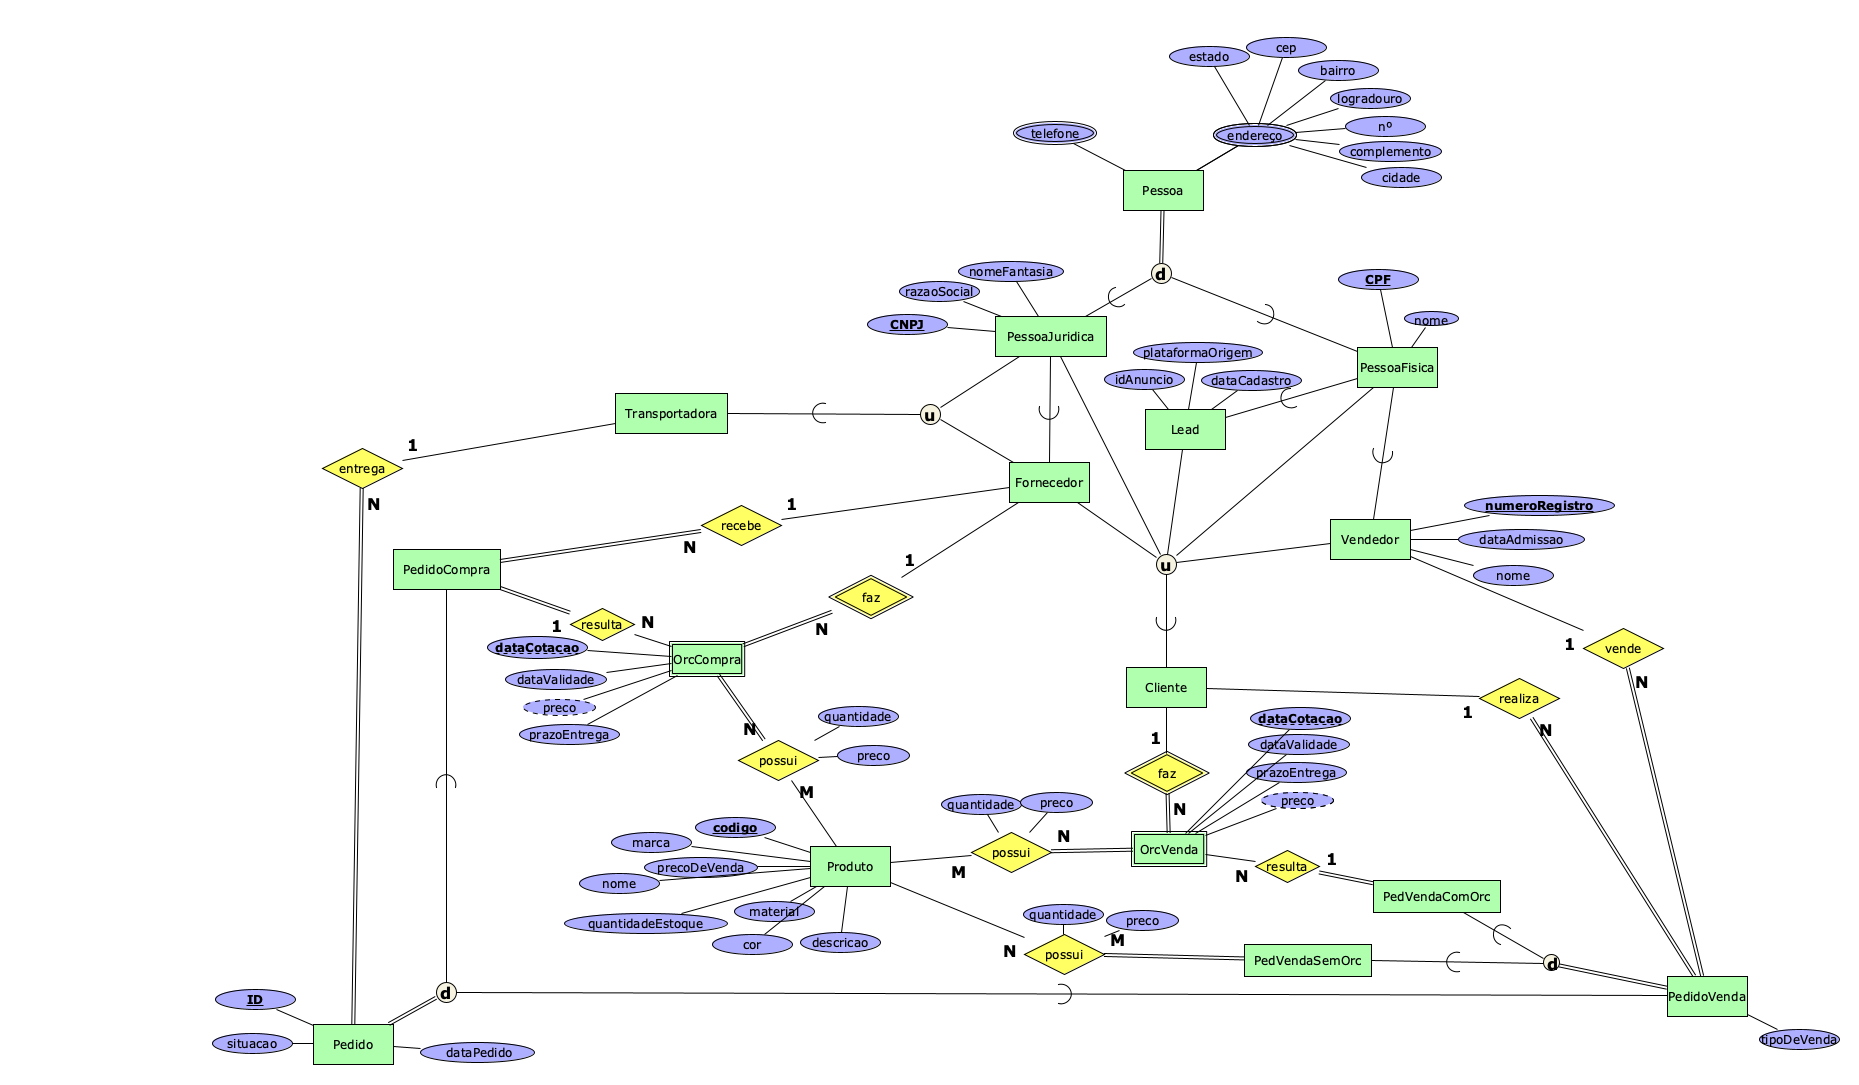 estado
cep
bairro
logradouro
nº
complemento
cidade
endereço
telefone
Pessoa
d
nomeFantasia
razaoSocial
CNPJ
PessoaJuridica
CPF
nome
PessoaFisica
plataformaOrigem
idAnuncio
dataCadastro
Lead
Transportadora
u
entrega
1
N
Fornecedor
recebe
1
N
PedidoCompra
faz
1
N
resulta
1
N
OrcCompra
dataCotacao
dataValidade
preco
prazoEntrega
u
Vendedor
numeroRegistro
dataAdmissao
nome
vende
1
N
Cliente
realiza
1
N
faz
1
N
dataCotacao
dataValidade
prazoEntrega
preco
OrcVenda
possui
N
M
quantidade
preco
possui
quantidade
preco
N
M
Produto
codigo
marca
precoDeVenda
nome
quantidadeEstoque
material
cor
descricao
resulta
N
1
PedVendaComOrc
possui
quantidade
preco
N
M
PedVendaSemOrc
d
PedidoVenda
tipoDeVenda
d
ID
situacao
dataPedido
Pedido